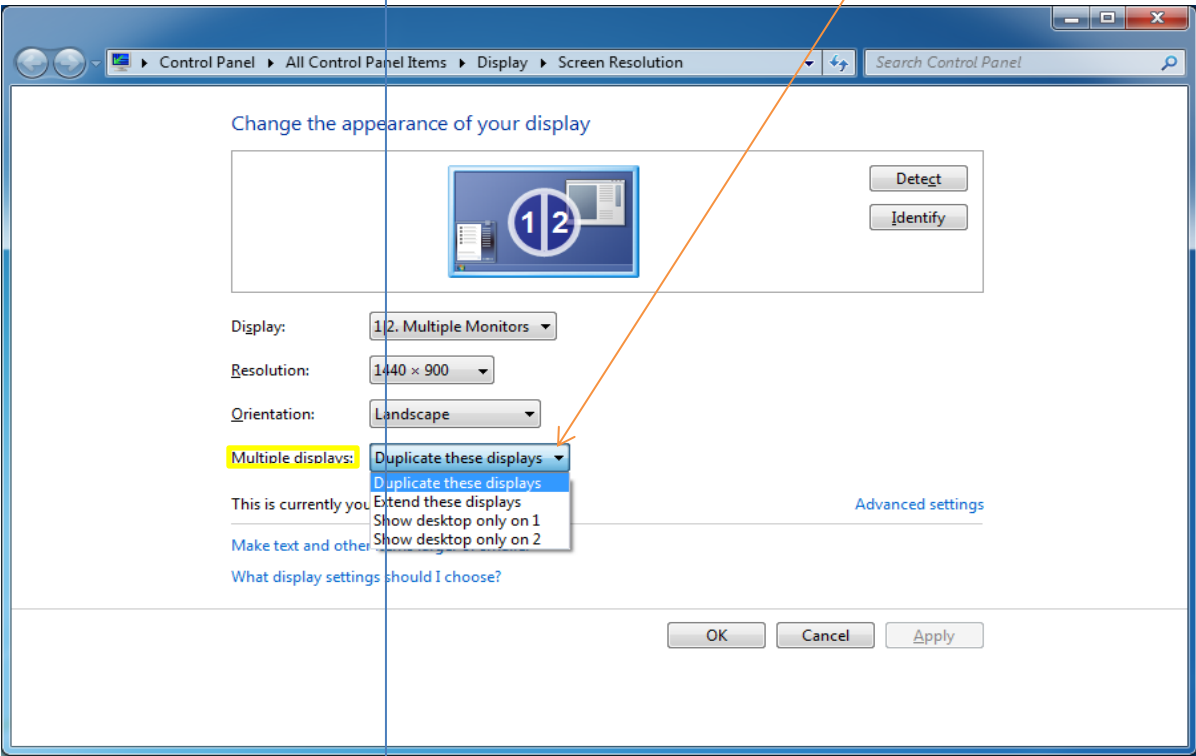 Control Panel ▸ All Control Panel Items ▸ Display ▸ Screen Resolution
Search Control Panel
Change the appearance of your display
1 2
Detect
Identify
Display: 1|2. Multiple Monitors
Resolution: 1440 × 900
Orientation: Landscape
Multiple displays: Duplicate these displays
Duplicate these displays
Extend these displays
Show desktop only on 1
Show desktop only on 2
This is currently
Advanced settings
Make text and
What display settings should I choose?
OK Cancel Apply